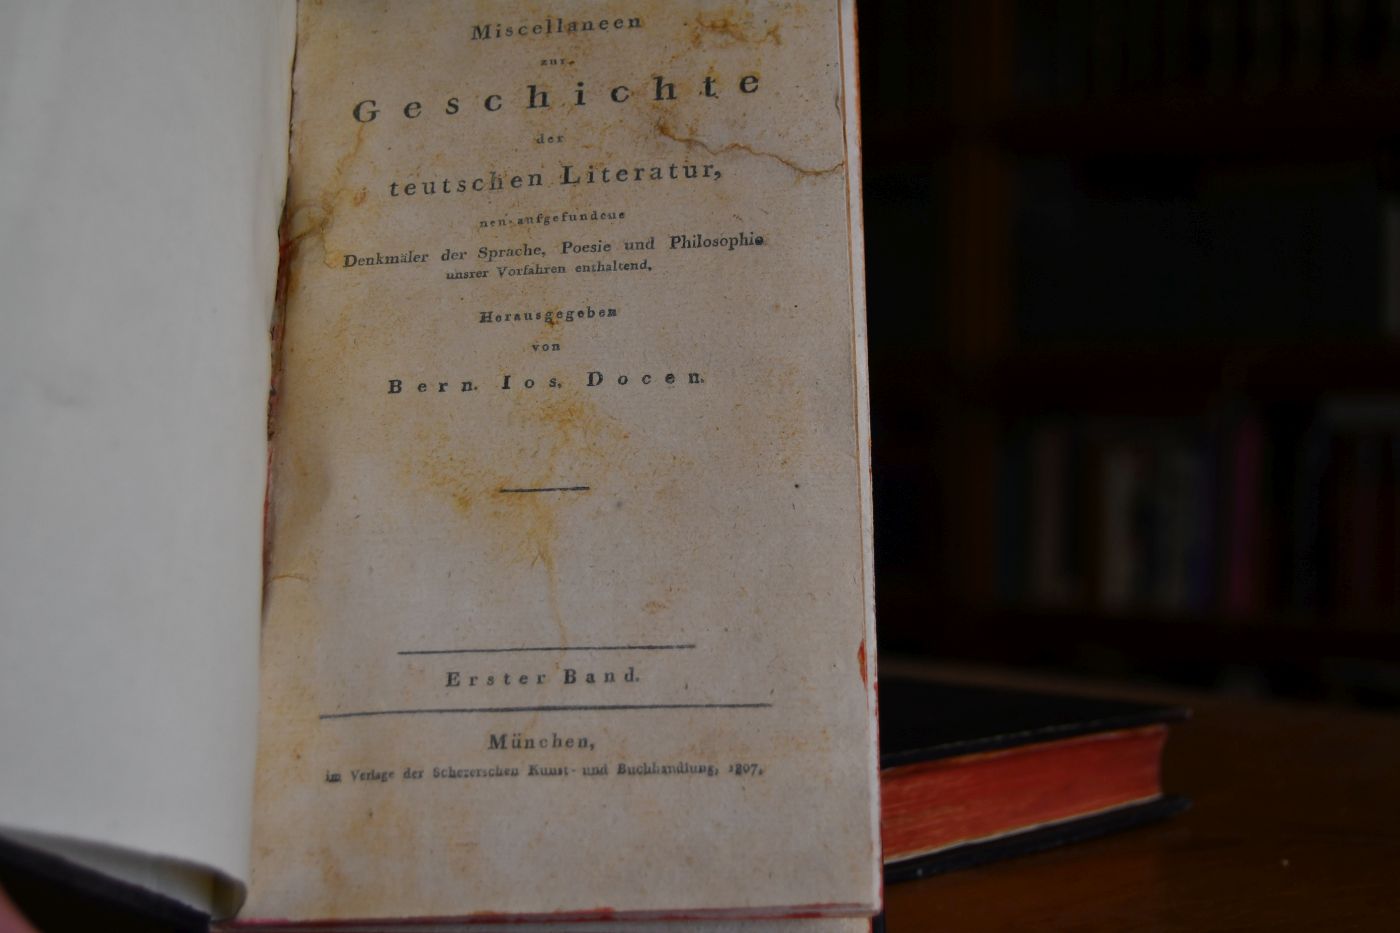 Miscellaneen
zur
Geschichte
der
teutschen Literatur,
neu-aufgefundene
Denkmäler der Sprache, Poesie und Philosophie
unsrer Vorfahren enthaltend,
Herausgegeben
von
Bern. Ios. Docen.
Erster Band.
München,
im Verlage der Schererschen Kunst- und Buchhandlung, 1807.